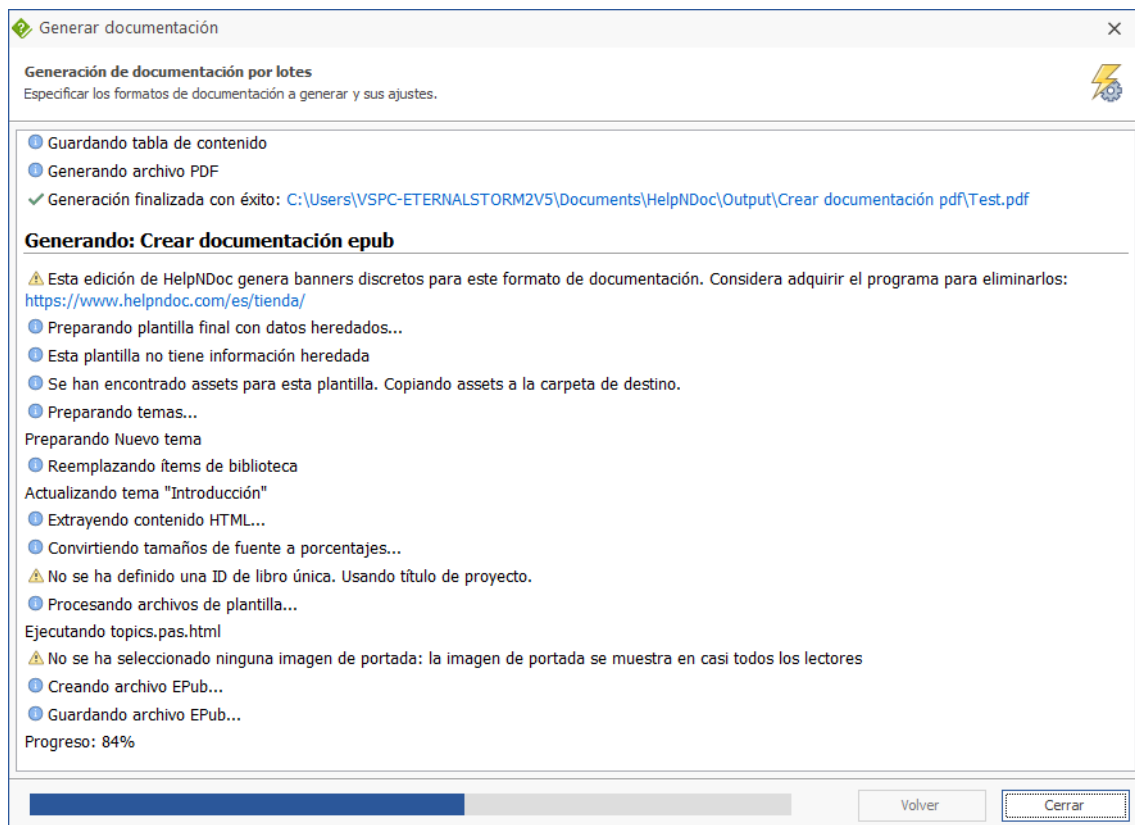 Generar documentación
Generación de documentación por lotes
Especificar los formatos de documentación a generar y sus ajustes.
Guardando tabla de contenido
Generando archivo PDF
Generación finalizada con éxito: C:\Users\VSPC-ETERNALSTORM2V5\Documents\HelpNDoc\Output\Crear documentación pdf\Test.pdf
Generando: Crear documentación epub
Esta edición de HelpNDoc genera banners discretos para este formato de documentación. Considera adquirir el programa para eliminarlos:
https://www.helpndoc.com/es/tienda/
Preparando plantilla final con datos heredados...
Esta plantilla no tiene información heredada
Se han encontrado assets para esta plantilla. Copiando assets a la carpeta de destino.
Preparando temas...
Preparando Nuevo tema
Reemplazando ítems de biblioteca
Actualizando tema "Introducción"
Extrayendo contenido HTML...
Convirtiendo tamaños de fuente a porcentajes...
No se ha definido una ID de libro única. Usando título de proyecto.
Procesando archivos de plantilla...
Ejecutando topics.pas.html
No se ha seleccionado ninguna imagen de portada: la imagen de portada se muestra en casi todos los lectores
Creando archivo EPub...
Guardando archivo EPub...
Progreso: 84%
Volver
Cerrar